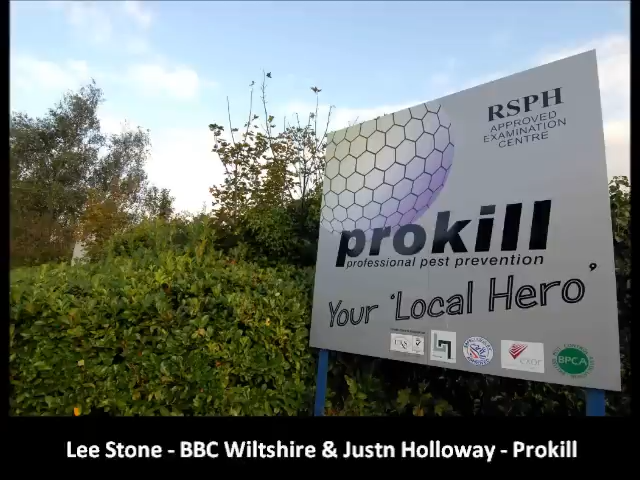 RSPH
APPROVED
EXAMINATION
CENTRE
prokill
professional pest prevention
Your 'Local Hero'
BPCA
Lee Stone - BBC Wiltshire & Justn Holloway - Prokill